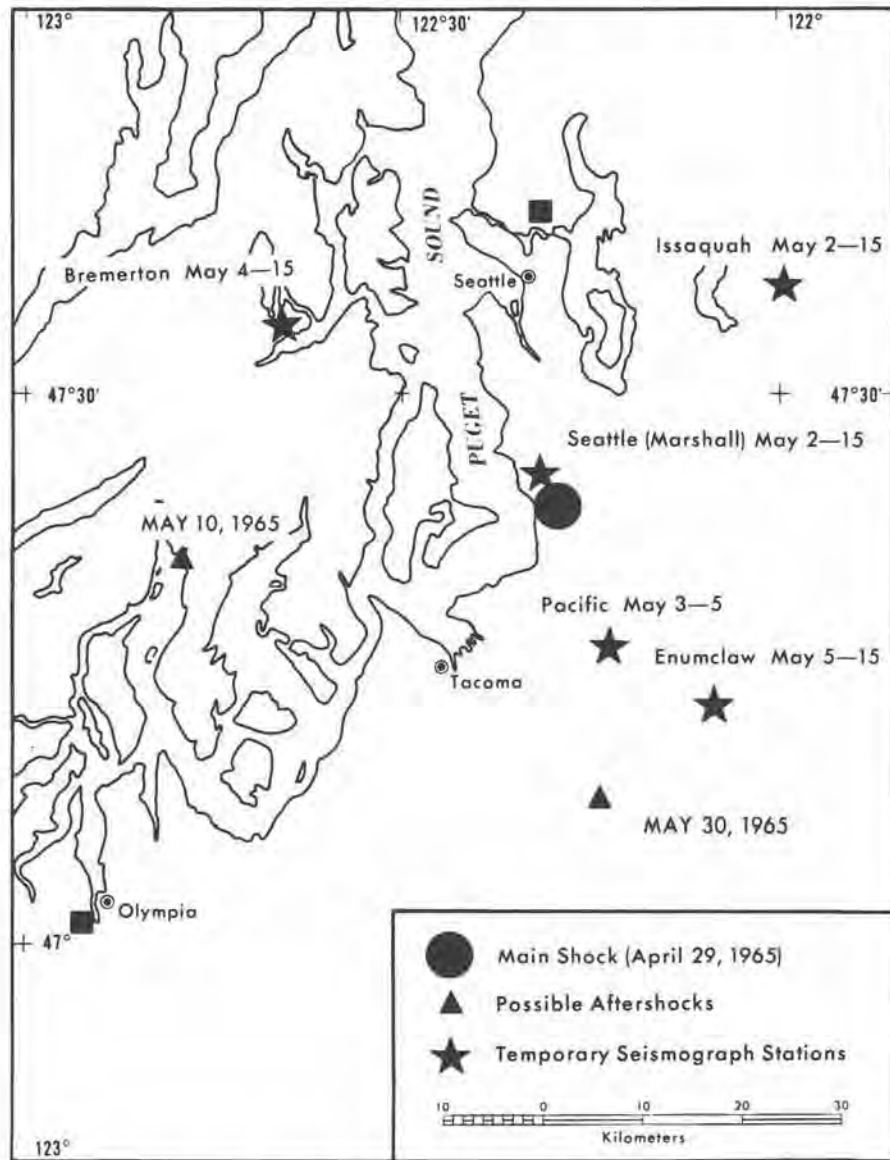 123°
122°30'
122°
SOUND
Issaquah May 2—15
Bremerton May 4—15
Seattle
47°30'
47°30'
PUGET
Seattle (Marshall) May 2—15
MAY 10, 1965
Pacific May 3—5
Enumclaw May 5—15
Tacoma
MAY 30, 1965
Olympia
47°
Main Shock (April 29, 1965)
Possible Aftershocks
Temporary Seismograph Stations
10 0 10 20 30
Kilometers
123°